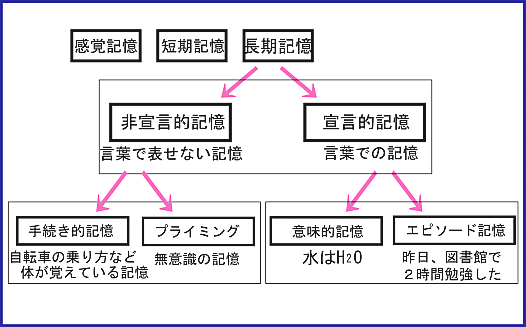 感覚記憶
短期記憶
長期記憶
非宣言的記憶
宣言的記憶
言葉で表せない記憶
言葉での記憶
手続き的記憶
プライミング
意味的記憶
エピソード記憶
自転車の乗り方など
体が覚えている記憶
無意識の記憶
水はH2O
昨日、図書館で
２時間勉強した